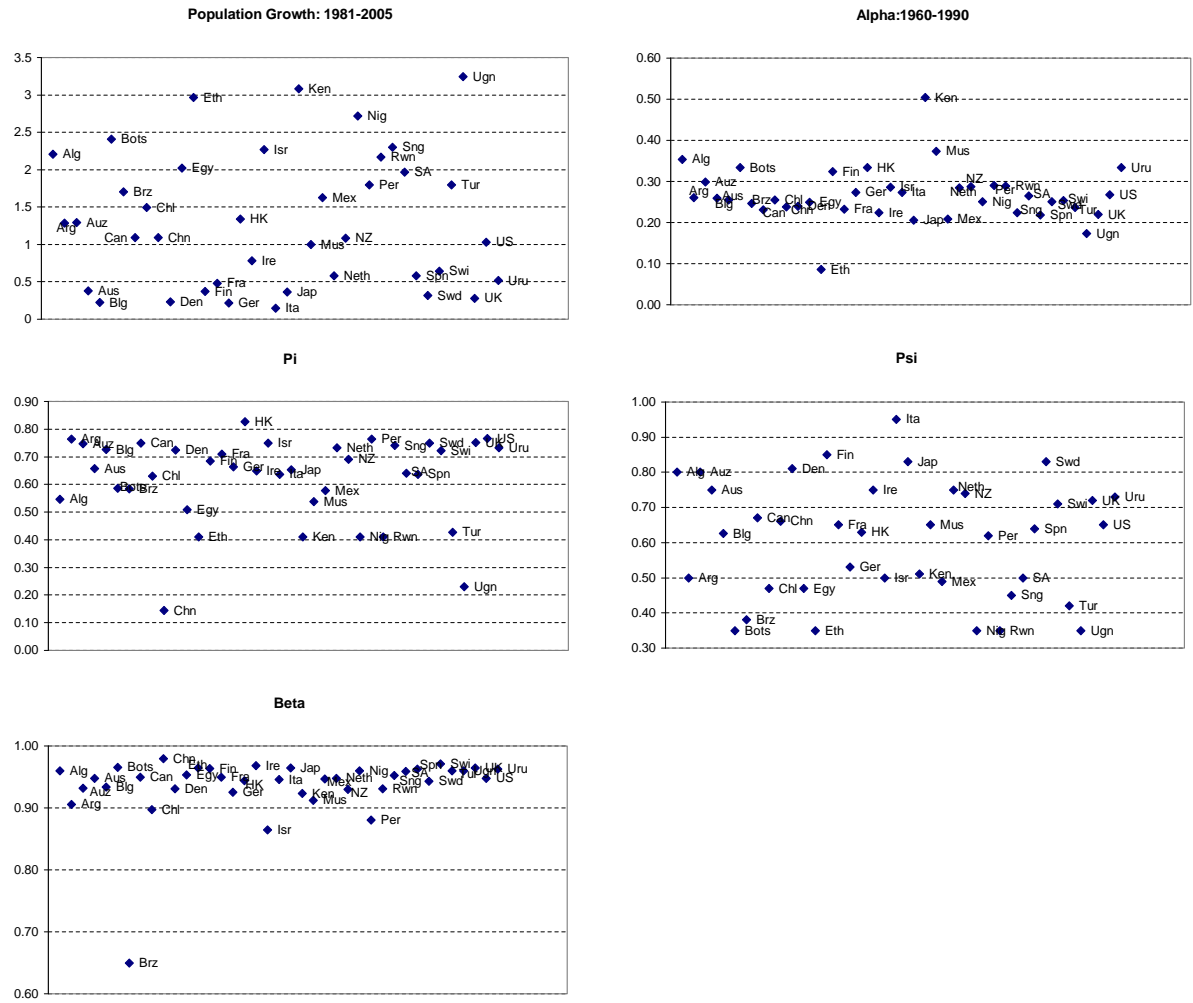 Population Growth: 1981-2005
3.5
3
2.5
2
1.5
1
0.5
0
Alg
Arg
Auz
Aus
Blg
Bots
Brz
Can
Chl
Chn
Den
Egy
Eth
Fin
Fra
Ger
HK
Ire
Isr
Ita
Jap
Ken
Mus
Mex
Neth
NZ
Nig
Per
Rwn
Sng
SA
Spn
Swd
Swi
Tur
Ugn
UK
US
Uru
Alpha:1960-1990
0.60
0.50
0.40
0.30
0.20
0.10
0.00
Alg
Arg
Auz
Blg
Aus
Bots
Brz
Can
Chl
Chn
Den
Egy
Eth
Fin
Fra
Ger
HK
Ire
Isr
Ita
Jap
Ken
Mus
Mex
Neth
NZ
Nig
Per
Rwn
Sng
SA
Spn
Swd
Swi
Tur
Ugn
UK
US
Uru
Pi
0.90
0.80
0.70
0.60
0.50
0.40
0.30
0.20
0.10
0.00
Alg
Arg
Auz
Aus
Blg
Bots
Brz
Can
Chl
Chn
Den
Egy
Eth
Fin
Fra
Ger
HK
Ire
Isr
Ita
Jap
Ken
Mus
Mex
Neth
NZ
Nig
Per
Rwn
Sng
SA
Spn
Swd
Swi
Tur
Ugn
UK
US
Uru
Psi
1.00
0.90
0.80
0.70
0.60
0.50
0.40
0.30
Alg
Arg
Auz
Aus
Blg
Bots
Brz
Can
Chl
Chn
Den
Egy
Eth
Fin
Fra
Ger
HK
Ire
Isr
Ita
Jap
Ken
Mus
Mex
Neth
NZ
Nig
Per
Rwn
Sng
SA
Spn
Swd
Swi
Tur
Ugn
UK
US
Uru
Beta
1.00
0.90
0.80
0.70
0.60
Alg
Arg
Auz
Aus
Blg
Bots
Brz
Can
Chl
Chn
Den
Egy
Eth
Fin
Fra
Ger
HK
Ire
Isr
Ita
Jap
Ken
Mus
Mex
Neth
NZ
Nig
Per
Rwn
Sng
SA
Spn
Swd
Swi
Ugn
UK
US
Uru